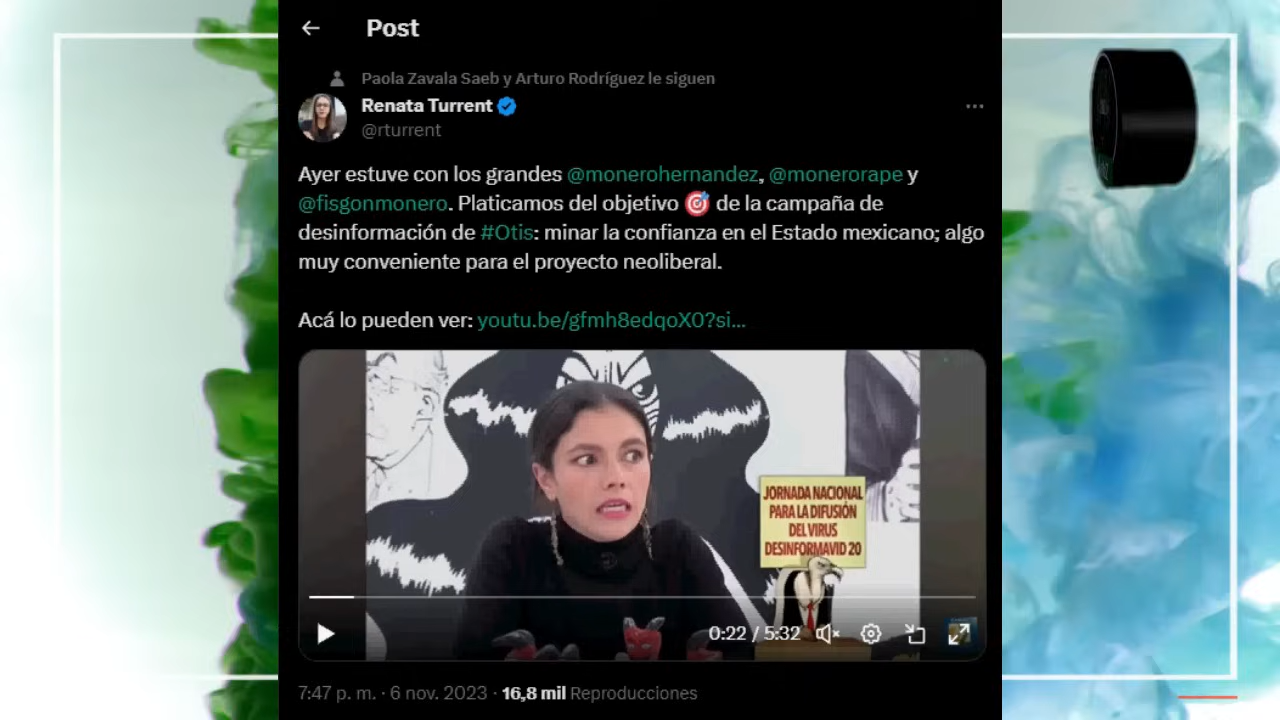 Post
Paola Zavala Saeb y Arturo Rodríguez le siguen
Renata Turrent
@rturrent
Ayer estuve con los grandes @monerohernandez, @monerorape y
@fisgonmonero. Platicamos del objetivo 🎯 de la campaña de
desinformación de #Otis: minar la confianza en el Estado mexicano; algo
muy conveniente para el proyecto neoliberal.
Acá lo pueden ver: youtu.be/gfmh8edqoX0?si...
JORNADA NACIONAL
PARA LA DIFUSIÓN
DEL VIRUS
DESINFORMAVID 20
0:22 / 5:32
7:47 p. m. · 6 nov. 2023 · 16,8 mil Reproducciones